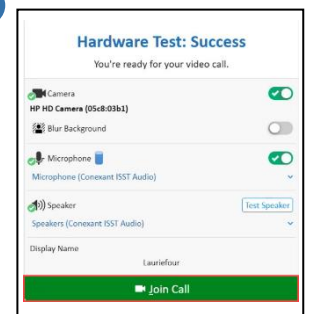 Hardware Test: Success
You're ready for your video call.
Camera
HP HD Camera (05c8:03b1)
Blur Background
Microphone
Microphone (Conexant ISST Audio)
Speaker
Test Speaker
Speakers (Conexant ISST Audio)
Display Name
Lauriefour
Join Call